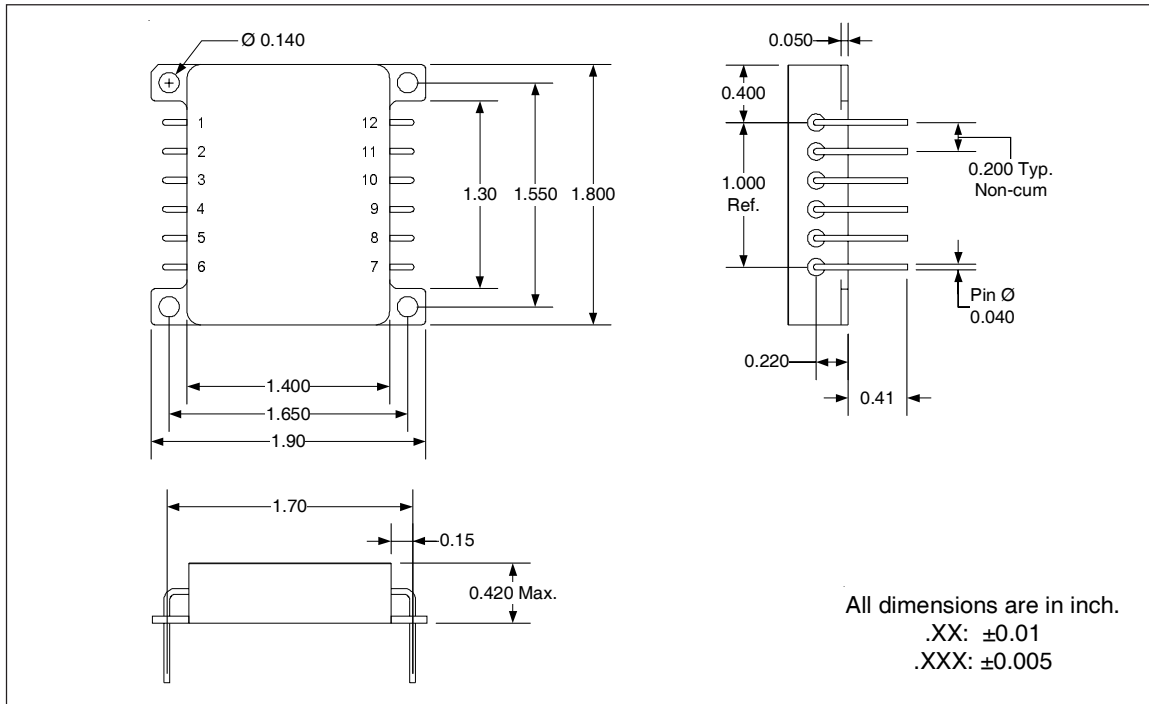 Ø 0.140
1
2
3
4
5
6
12
11
10
9
8
7
1.30
1.550
1.800
1.400
1.650
1.90
0.050
0.400
1.000
Ref.
0.200 Typ.
Non-cum
Pin Ø
0.040
0.220
0.41
1.70
0.15
0.420 Max.
All dimensions are in inch.
.XX: ±0.01
.XXX: ±0.005